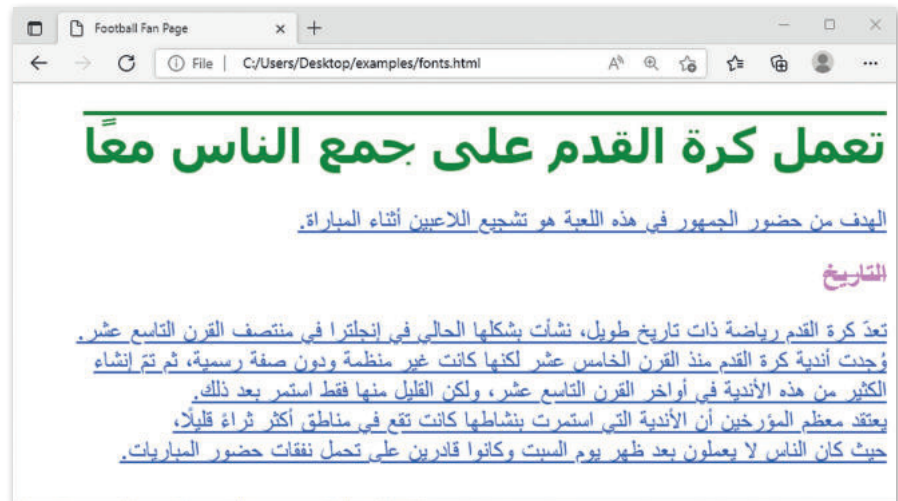 Football Fan Page
File | C:/Users/Desktop/examples/fonts.html
تعمل كرة القدم على جمع الناس معًا
الهدف من حضور الجمهور في هذه اللعبة هو تشجيع اللاعبين أثناء المباراة.
التاريخ
تعدّ كرة القدم رياضة ذات تاريخ طويل، نشأت بشكلها الحالي في إنجلترا في منتصف القرن التاسع عشر.
وُجدت أندية كرة القدم منذ القرن الخامس عشر لكنها كانت غير منظمة ودون صفة رسمية، ثم تمّ إنشاء
الكثير من هذه الأندية في أواخر القرن التاسع عشر، ولكن القليل منها فقط استمر بعد ذلك.
يعتقد معظم المؤرخين أن الأندية التي استمرت بنشاطها كانت تقع في مناطق أكثر ثراءً قليلًا،
حيث كان الناس لا يعملون بعد ظهر يوم السبت وكانوا قادرين على تحمل نفقات حضور المباريات.